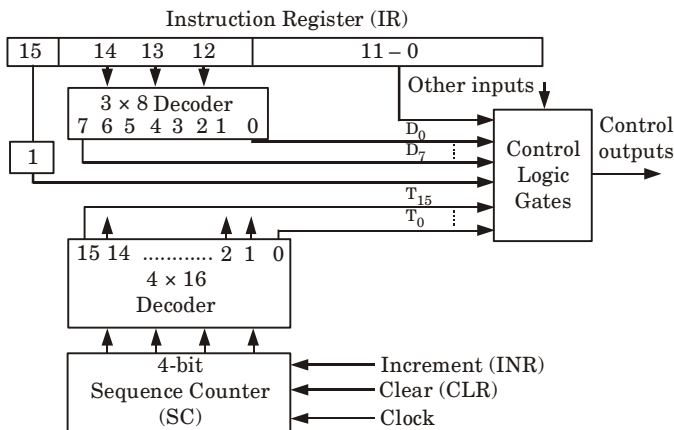 Instruction Register (IR)
15 14 13 12 11 – 0
Other inputs
3 × 8 Decoder
7 6 5 4 3 2 1 0
D0
D7
1
Control
Logic
Gates
Control
outputs
T15
T0
15 14 ............ 2 1 0
4 × 16
Decoder
4-bit
Sequence Counter
(SC)
Increment (INR)
Clear (CLR)
Clock